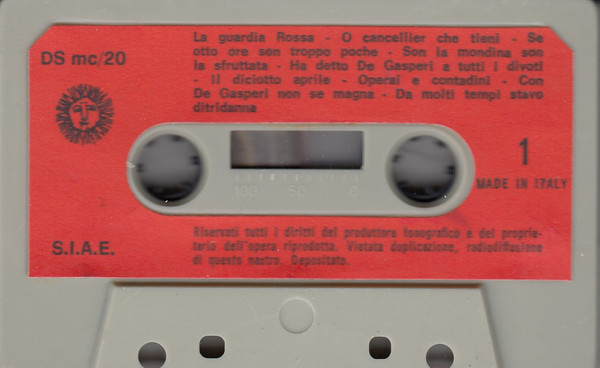 DS mc/20
La guardia Rossa - O cancellier che tieni - Se
otto ore son troppo poche - Son la mondina son
la sfruttata - Ha detto De Gasperi a tutti i divoti
- Il diciotto aprile - Operai e contadini - Con
De Gasperi non se magna - Da molti tempi stavo
ditridanna
1
100 50 0
MADE IN ITALY
S.I.A.E.
Riservati tutti i diritti del produttore fonografico e del proprie-
tario dell'opera riprodotta. Vietata duplicazione, radiodiffusione
di questo nastro. Depositato.